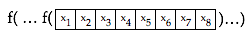 f( ... f( x₁ x₂ x₃ x₄ x₅ x₆ x₇ x₈ )...)